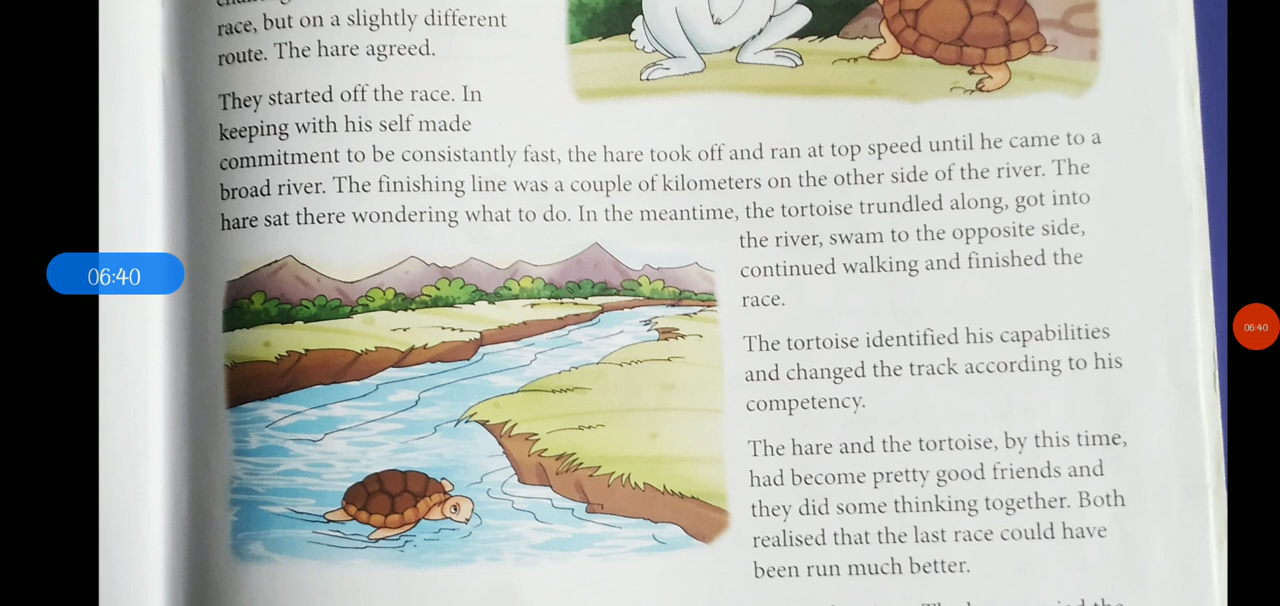 race, but on a slightly different
route. The hare agreed.
They started off the race. In
keeping with his self made
commitment to be consistantly fast, the hare took off and ran at top speed until he came to a
broad river. The finishing line was a couple of kilometers on the other side of the river. The
hare sat there wondering what to do. In the meantime, the tortoise trundled along, got into
the river, swam to the opposite side,
continued walking and finished the
race.
The tortoise identified his capabilities
and changed the track according to his
competency.
The hare and the tortoise, by this time,
had become pretty good friends and
they did some thinking together. Both
realised that the last race could have
been run much better.
06:40
06:40